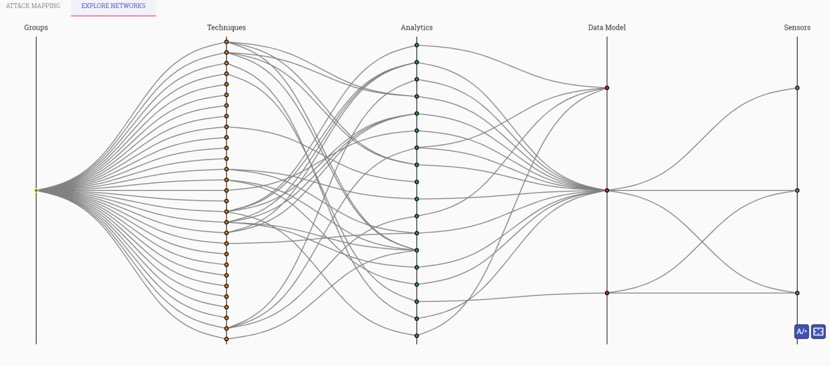 ATT&CK MAPPING
EXPLORE NETWORKS
Groups
Techniques
Analytics
Data Model
Sensors